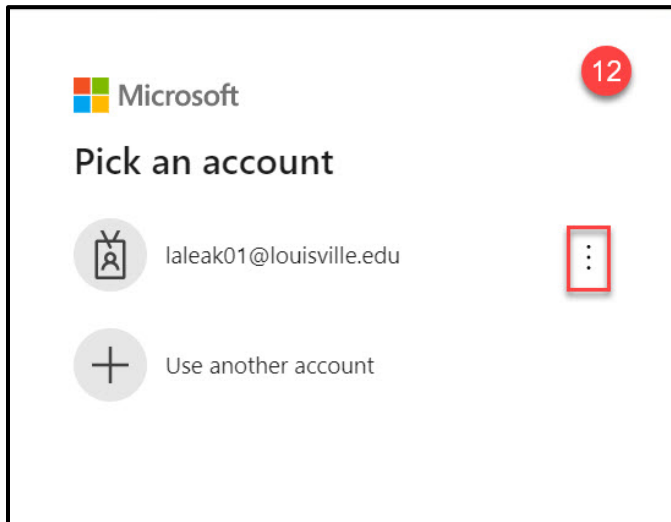 12
Microsoft
Pick an account
laleak01@louisville.edu
Use another account